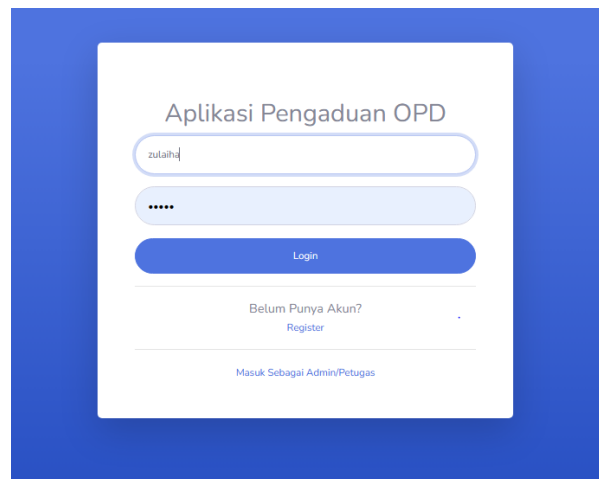 Aplikasi Pengaduan OPD
zulaiha
•••••
Login
Belum Punya Akun?
Register
Masuk Sebagai Admin/Petugas